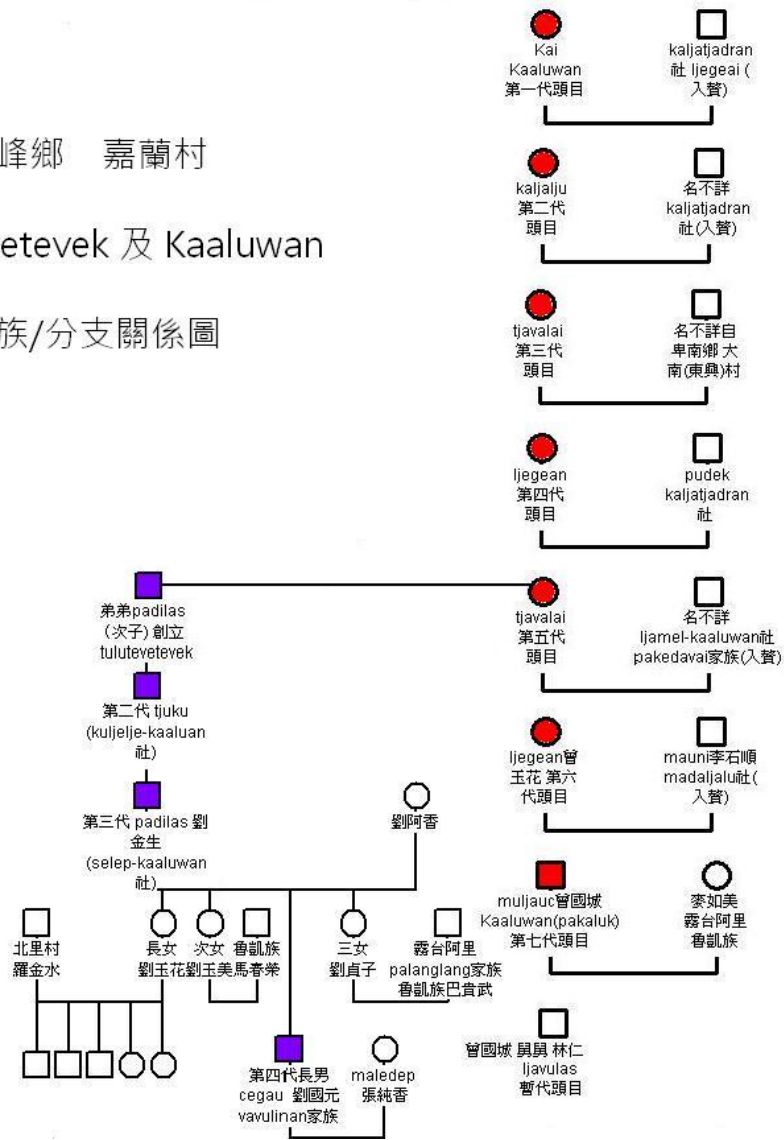 Kai
Kaaluwan
第一代頭目
kaljatjadran
社 ljegeai (
入贅)
峰鄉 嘉蘭村
kaljalju
第二代
頭目
名不詳
kaljatjadran
社(入贅)
etevek 及 Kaaluwan
族/分支關係圖
tjavalai
第三代
頭目
名不詳自
卑南鄉 大
南(東興)村
ljegean
第四代
頭目
pudek
kaljatjadran
社
弟弟padilas
(次子) 創立
tulutevetevek
tjavalai
第五代
頭目
名不詳
ljamel-kaaluwan社
pakedavai家族(入贅)
第二代 tjuku
(kuljelje-kaaluan
社)
ljegean曾
玉花 第六
代頭目
mauni李石順
madaljalu社(
入贅)
第三代 padilas 劉
金生
(selep-kaaluwan
社)
劉阿香
muljauc曾國城
Kaaluwan(pakaluk)
第七代頭目
麥如美
霧台阿里
魯凱族
北里村
羅金水
長女
劉玉花
次女
劉玉美
魯凱族
馬春榮
三女
劉貞子
霧台阿里
palanglang家族
魯凱族巴貴武
第四代長男
cegau 劉國元
vavulinan家族
maledep
張純香
曾國城 舅舅 林仁
ljavulas
暫代頭目